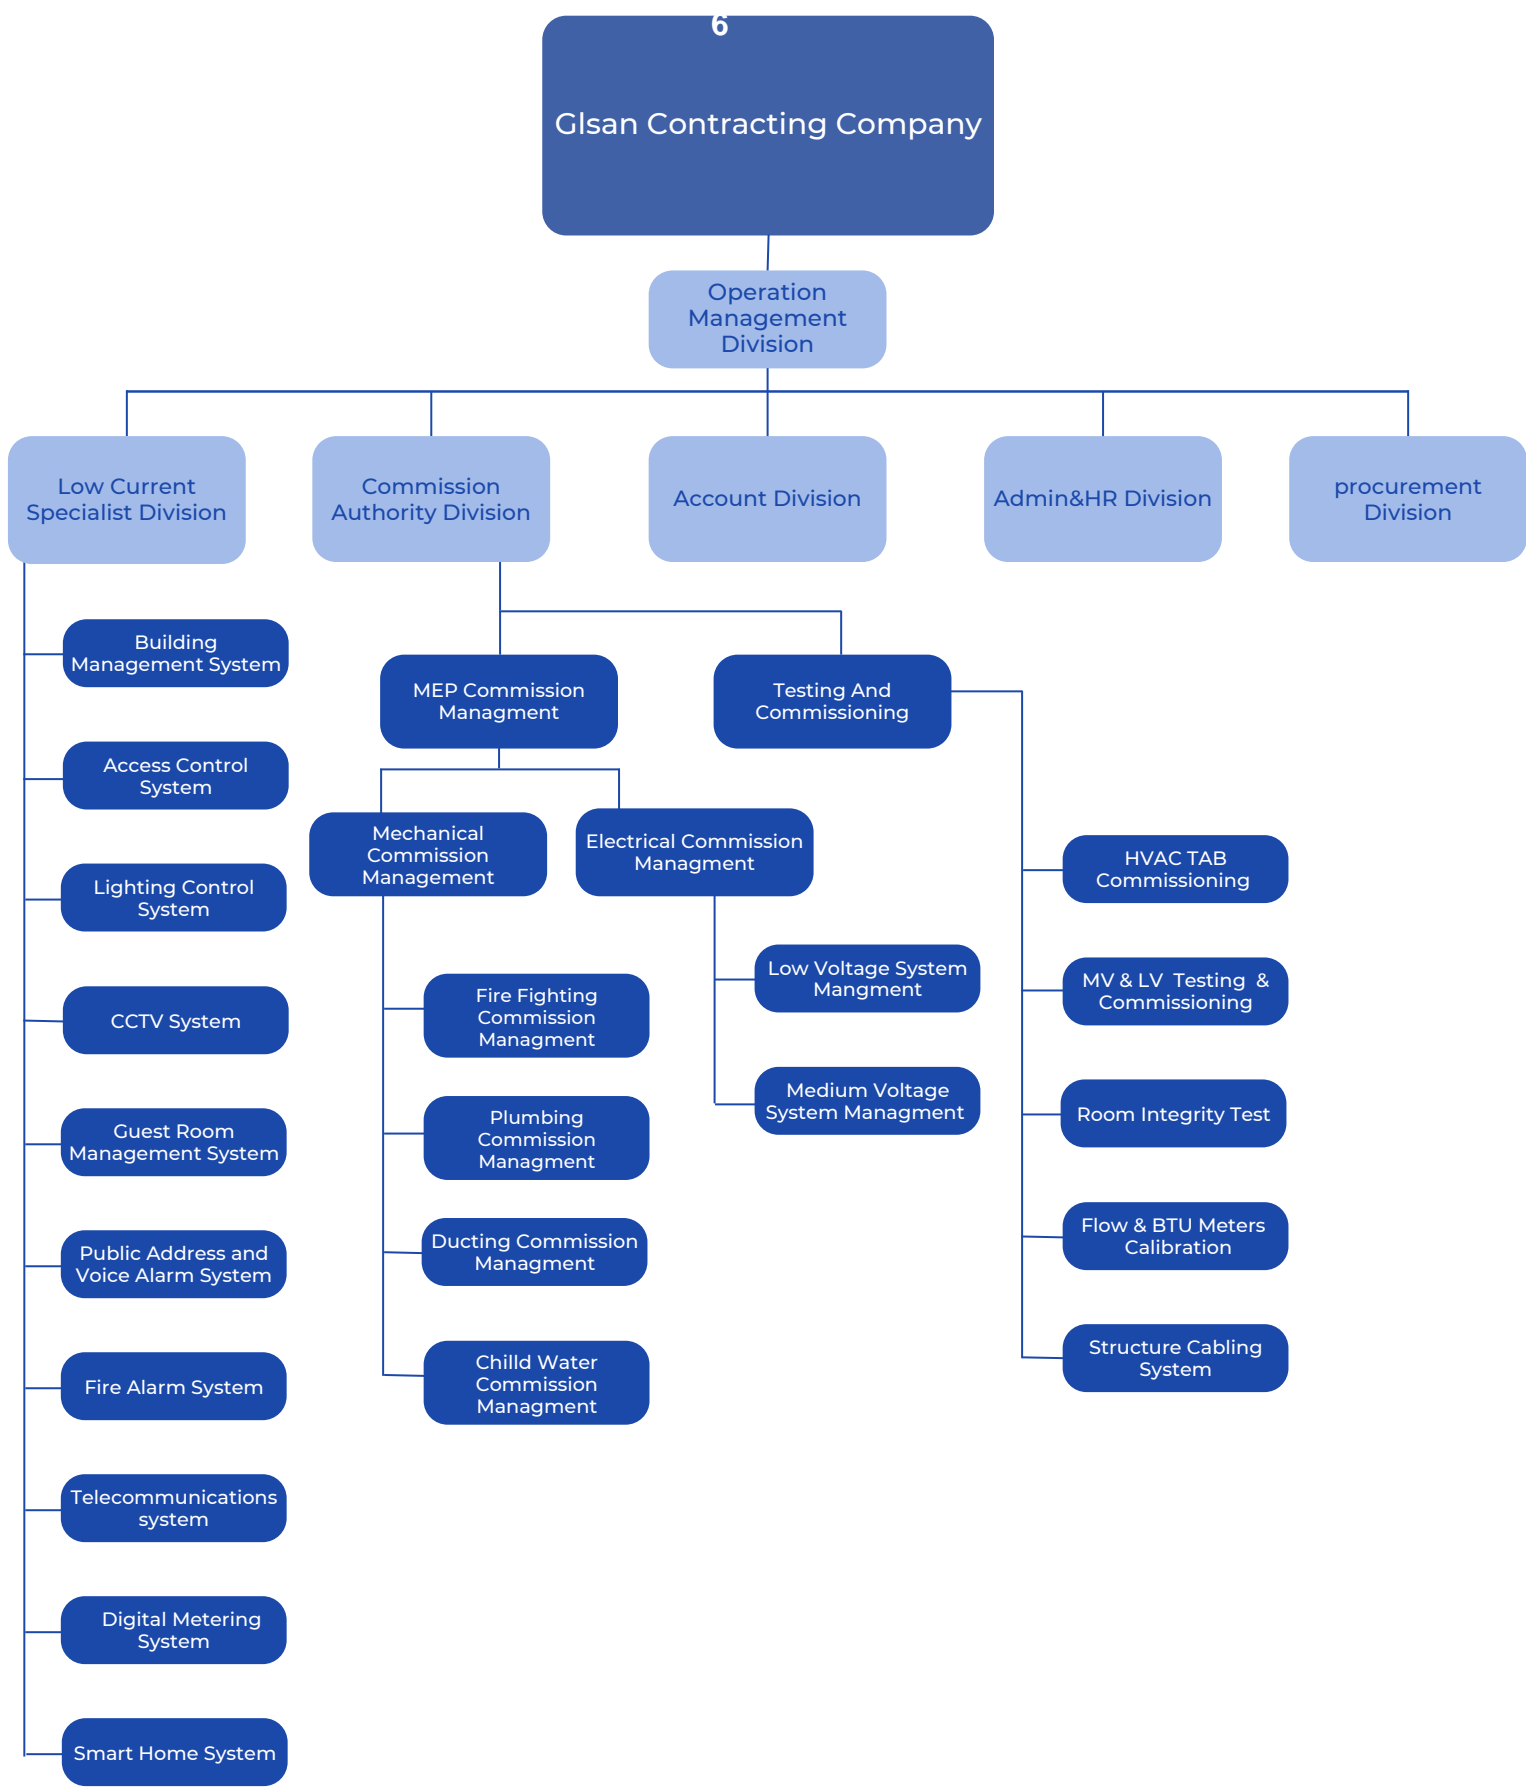 6
Glsan Contracting Company
Operation
Management
Division
Low Current
Specialist Division
Commission
Authority Division
Account Division
Admin&HR Division
procurement
Division
Building
Management System
Access Control
System
Lighting Control
System
CCTV System
Guest Room
Management System
Public Address and
Voice Alarm System
Fire Alarm System
Telecommunications
system
Digital Metering
System
Smart Home System
MEP Commission
Managment
Testing And
Commissioning
Mechanical
Commission
Management
Electrical Commission
Managment
Fire Fighting
Commission
Managment
Plumbing
Commission
Managment
Ducting Commission
Managment
Chilld Water
Commission
Managment
Low Voltage System
Mangment
Medium Voltage
System Managment
HVAC TAB
Commissioning
MV & LV Testing &
Commissioning
Room Integrity Test
Flow & BTU Meters
Calibration
Structure Cabling
System